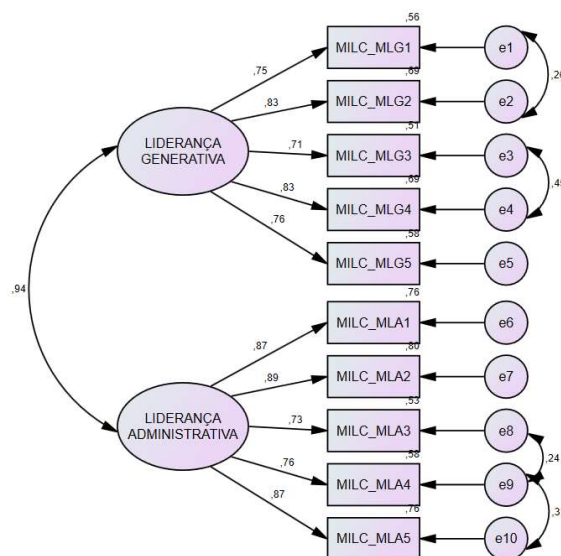 ,56
MILC_MLG1
e1
,75
,69
MILC_MLG2
e2
,83
,51
LIDERANÇA
GENERATIVA
,71
MILC_MLG3
e3
,69
,83
MILC_MLG4
e4
,76
,58
MILC_MLG5
e5
,94
,76
MILC_MLA1
e6
,87
,80
MILC_MLA2
e7
,89
,53
LIDERANÇA
ADMINISTRATIVA
,73
MILC_MLA3
e8
,24
,58
,76
MILC_MLA4
e9
,87
,76
MILC_MLA5
e10